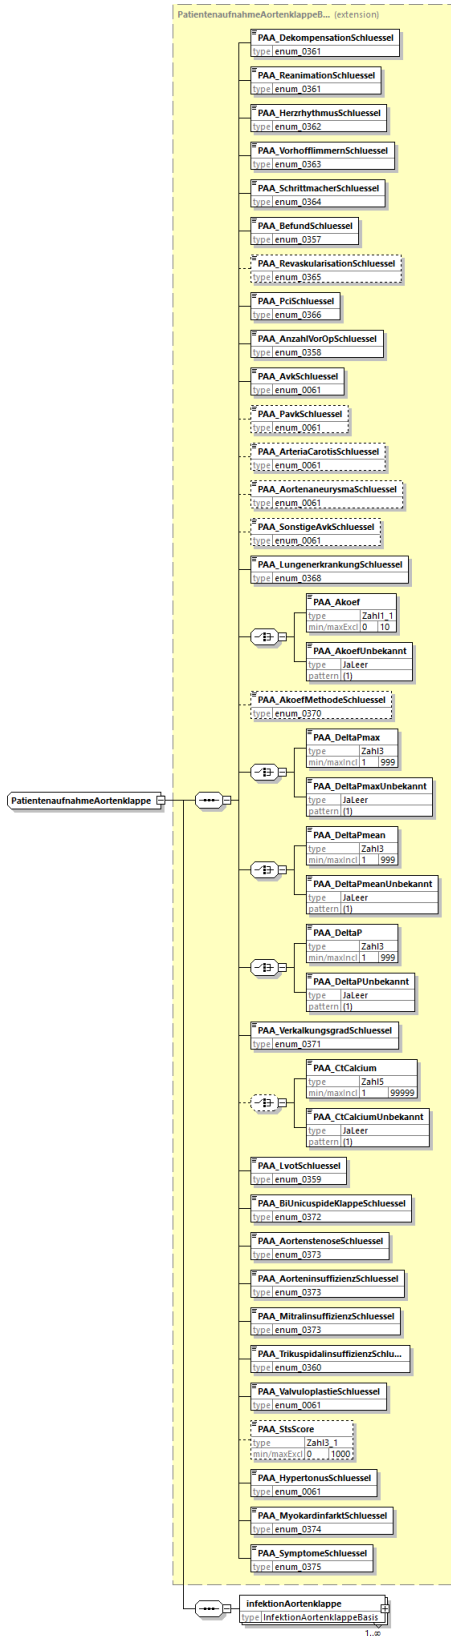 PatientenaufnahmeAortenklappeB... (extension)
PAA_DekompensationSchluessel
type enum_0361
PAA_ReanimationSchluessel
type enum_0361
PAA_HerzrhythmusSchluessel
type enum_0362
PAA_VorhofflimmernSchluessel
type enum_0363
PAA_SchrittmacherSchluessel
type enum_0364
PAA_BefundSchluessel
type enum_0357
PAA_RevaskularisationSchluessel
type enum_0365
PAA_PciSchluessel
type enum_0366
PAA_AnzahlVorOpSchluessel
type enum_0358
PAA_AvkSchluessel
type enum_0061
PAA_PavkSchluessel
type enum_0061
PAA_ArteriaCarotisSchluessel
type enum_0061
PAA_AortenaneurysmaSchluessel
type enum_0061
PAA_SonstigeAvkSchluessel
type enum_0061
PAA_LungenerkrankungSchluessel
type enum_0368
PAA_Akoef
type Zahl1_1
min/maxExcl 0 10
PAA_AkoefUnbekannt
type JaLeer
pattern (1)
PAA_AkoefMethodeSchluessel
type enum_0370
PAA_DeltaPmax
type Zahl3
min/maxIncl 1 999
PAA_DeltaPmaxUnbekannt
type JaLeer
pattern (1)
PatientenaufnahmeAortenklappe
PAA_DeltaPmean
type Zahl3
min/maxIncl 1 999
PAA_DeltaPmeanUnbekannt
type JaLeer
pattern (1)
PAA_DeltaP
type Zahl3
min/maxIncl 1 999
PAA_DeltaPUnbekannt
type JaLeer
pattern (1)
PAA_VerkalkungsgradSchluessel
type enum_0371
PAA_CtCalcium
type Zahl5
min/maxIncl 1 99999
PAA_CtCalciumUnbekannt
type JaLeer
pattern (1)
PAA_LvotSchluessel
type enum_0359
PAA_BiUnicuspideKlappeSchluessel
type enum_0372
PAA_AortenstenoseSchluessel
type enum_0373
PAA_AorteninsuffizienzSchluessel
type enum_0373
PAA_MitralinsuffizienzSchluessel
type enum_0373
PAA_TrikuspidalinsuffizienzSchlu...
type enum_0360
PAA_ValvuloplastieSchluessel
type enum_0061
PAA_StsScore
type Zahl3_1
min/maxExcl 0 1000
PAA_HypertonusSchluessel
type enum_0061
PAA_MyokardinfarktSchluessel
type enum_0374
PAA_SymptomeSchluessel
type enum_0375
infektionAortenklappe
type InfektionAortenklappeBasis
1..∞